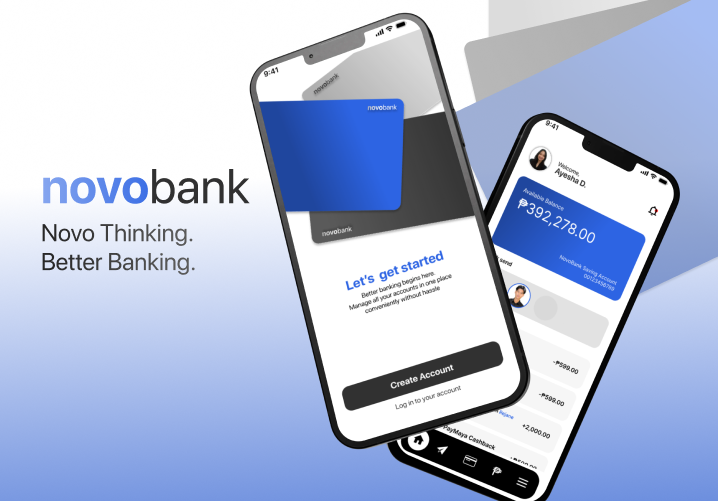 novobank
Novo Thinking.
Better Banking.
9:41
novobank
novobank
novobank
Let's get started
Better banking begins here.
Manage all your accounts in one place
conveniently without hassle
Create Account
Log in to your account
9:41
Welcome,
Ayesha D.
Available Balance
₱392,278.00
NovoBank Saving Account
00123456789
send
-₱599.00
-₱599.00
+2,000.00
PayMaya Cashback
₱